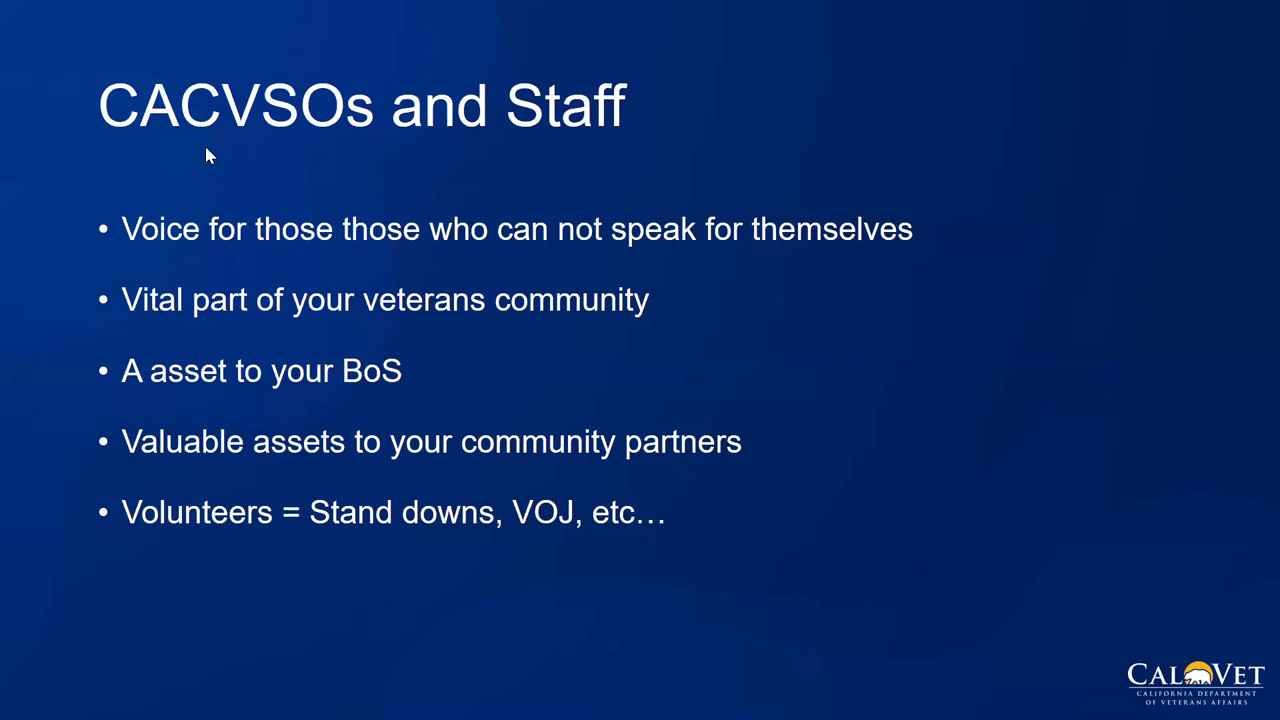 CACVSOs and Staff
• Voice for those those who can not speak for themselves
• Vital part of your veterans community
• A asset to your BoS
• Valuable assets to your community partners
• Volunteers = Stand downs, VOJ, etc…
CALVET
CALIFORNIA DEPARTMENT
OF VETERANS AFFAIRS